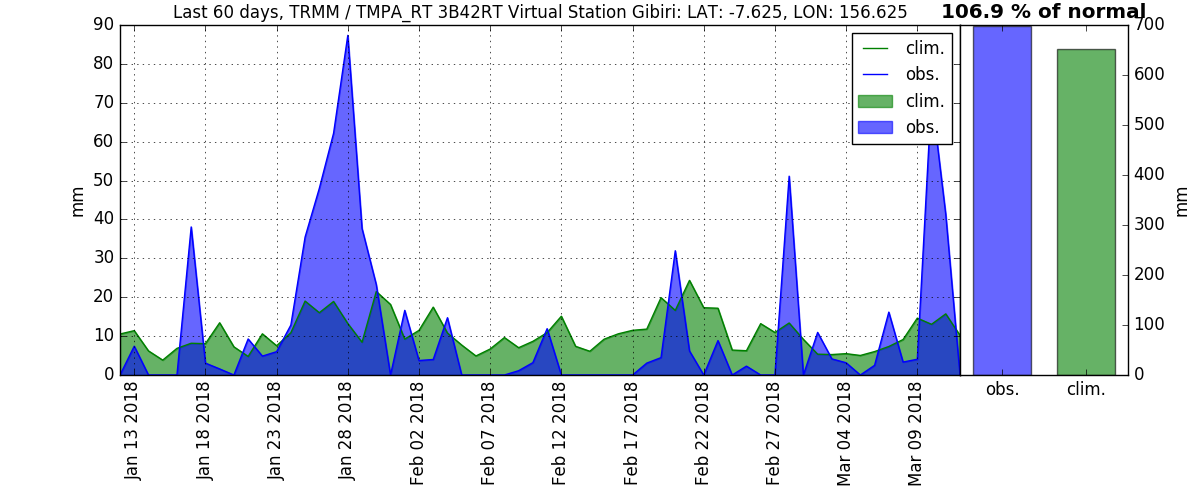 Last 60 days, TRMM / TMPA_RT 3B42RT Virtual Station Gibiri: LAT: -7.625, LON: 156.625
106.9 % of normal
90
80
70
60
50
40
30
20
10
0
mm
clim.
obs.
clim.
obs.
700
600
500
400
300
200
100
0
mm
Jan 13 2018
Jan 18 2018
Jan 23 2018
Jan 28 2018
Feb 02 2018
Feb 07 2018
Feb 12 2018
Feb 17 2018
Feb 22 2018
Feb 27 2018
Mar 04 2018
Mar 09 2018
obs.
clim.